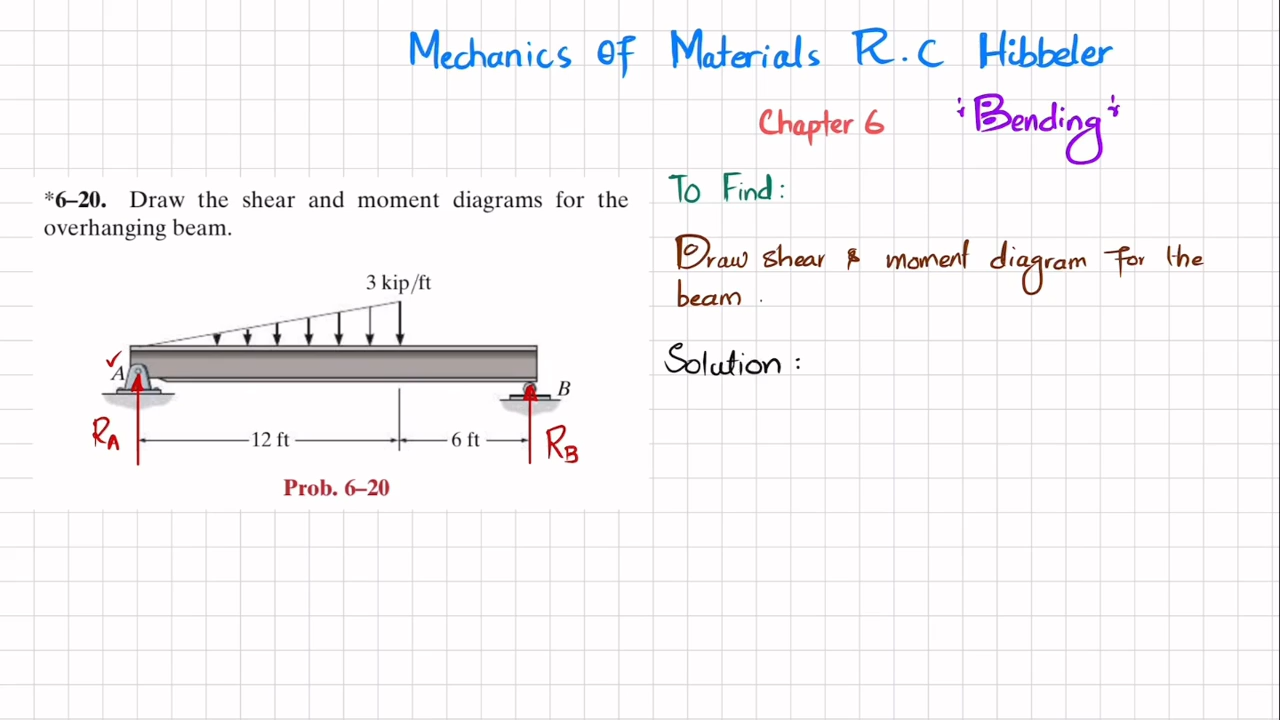 Mechanics Of Materials R.C Hibbeler
Chapter 6 "Bending"
*6–20. Draw the shear and moment diagrams for the
overhanging beam.
3 kip/ft
A
B
RA
12 ft
6 ft
RB
Prob. 6–20
To Find:
Draw shear & moment diagram for the
beam.
Solution: